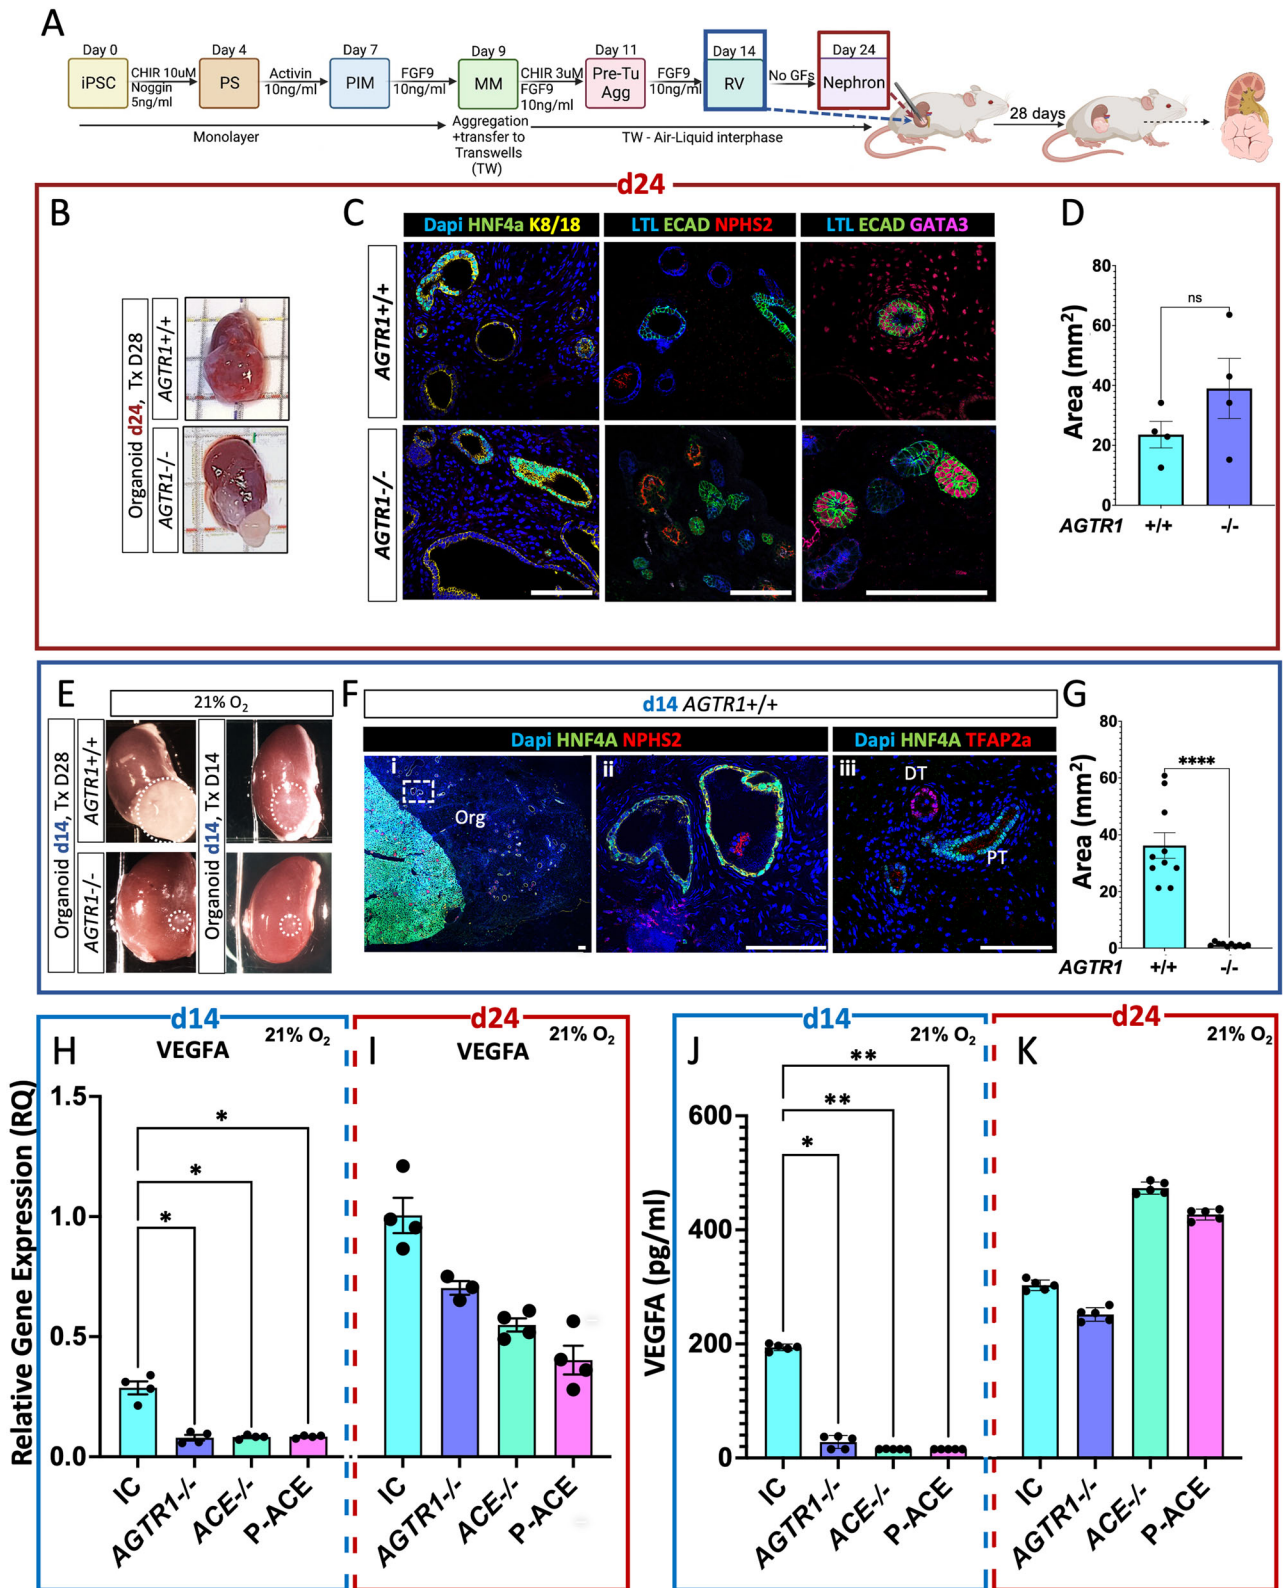 A
Day 0
Day 4
Day 7
Day 9
Day 11
Day 14
Day 24
iPSC
CHIR 10uM
Noggin
5ng/ml
PS
Activin
10ng/ml
PIM
FGF9
10ng/ml
MM
CHIR 3uM
FGF9
10ng/ml
Pre-Tu
Agg
FGF9
10ng/ml
RV
No GFs
Nephron
28 days
Monolayer
Aggregation
+transfer to
Transwells
(TW)
TW - Air-Liquid interphase
d24
B
Organoid d24, Tx D28
AGTR1+/+
AGTR1-/-
C
Dapi HNF4a K8/18
LTL ECAD NPHS2
LTL ECAD GATA3
AGTR1+/+
AGTR1-/-
D
Area (mm2)
80
60
40
20
0
ns
AGTR1 +/+ -/-
E
21% O2
Organoid d14, Tx D28
AGTR1+/+
AGTR1-/-
Organoid d14, Tx D14
F
d14 AGTR1+/+
Dapi HNF4A NPHS2
Dapi HNF4A TFAP2a
i
Org
ii
iii
DT
PT
G
Area (mm2)
80
60
40
20
0
****
AGTR1 +/+ -/-
d14
H
VEGFA
21% O2
Relative Gene Expression (RQ)
1.5
1.0
0.5
0.0
*
*
*
IC
AGTR1-/-
ACE-/-
P-ACE
d24
I
VEGFA
21% O2
IC
AGTR1-/-
ACE-/-
P-ACE
d14
J
21% O2
VEGFA (pg/ml)
600
400
200
0
**
**
*
IC
AGTR1-/-
ACE-/-
P-ACE
d24
K
21% O2
IC
AGTR1-/-
ACE-/-
P-ACE